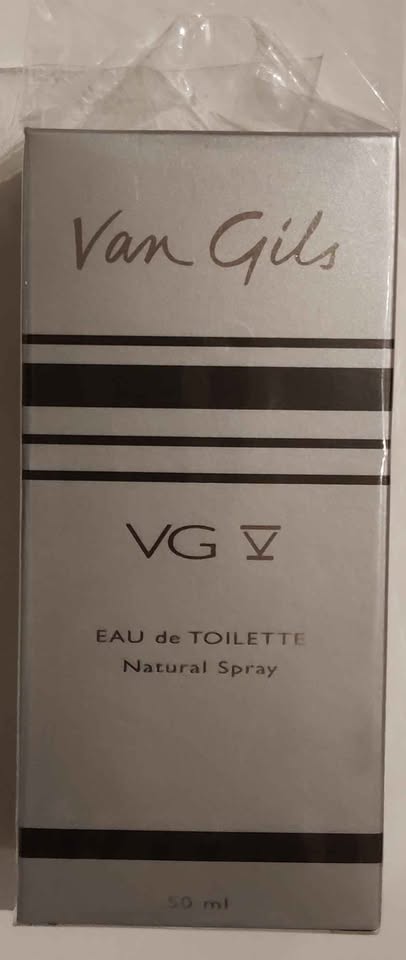 Van Gils
VG V
EAU de TOILETTE
Natural Spray
50 ml